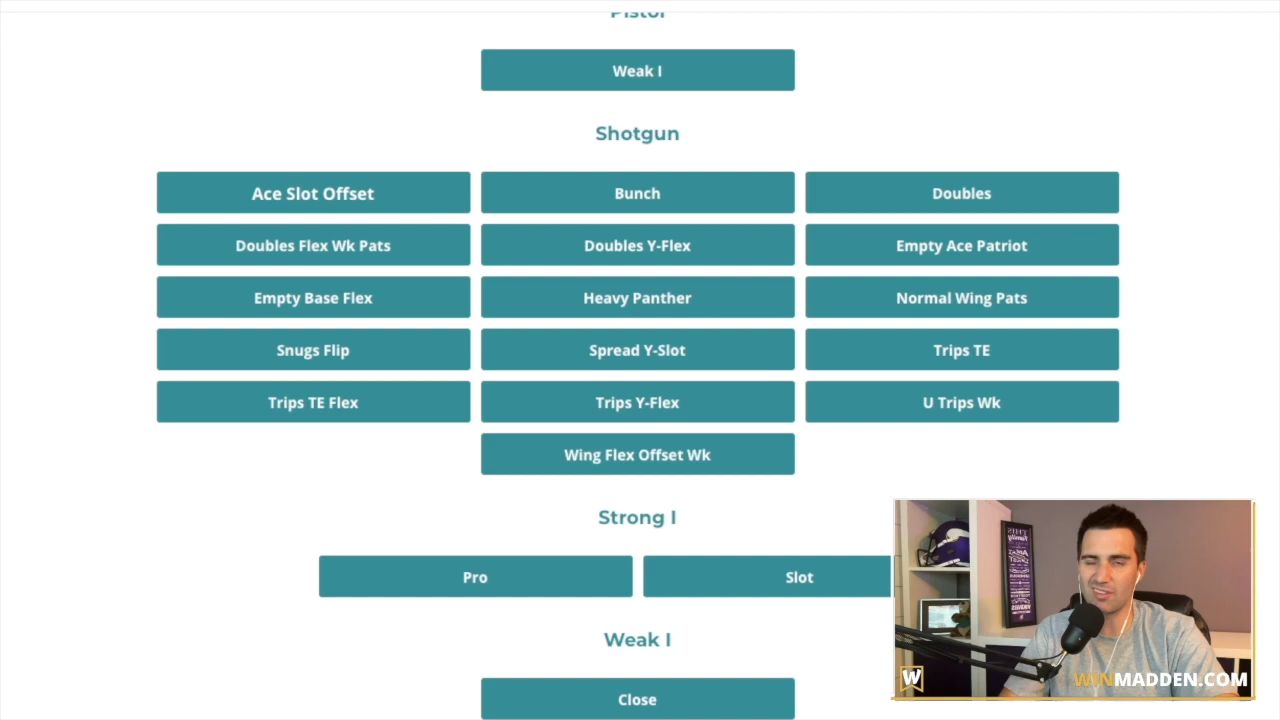 Pistol
Weak I
Shotgun
Ace Slot Offset
Bunch
Doubles
Doubles Flex Wk Pats
Doubles Y-Flex
Empty Ace Patriot
Empty Base Flex
Heavy Panther
Normal Wing Pats
Snugs Flip
Spread Y-Slot
Trips TE
Trips TE Flex
Trips Y-Flex
U Trips Wk
Wing Flex Offset Wk
Strong I
Pro
Slot
Weak I
Close
THIS
Family
W
WINMADDEN.COM